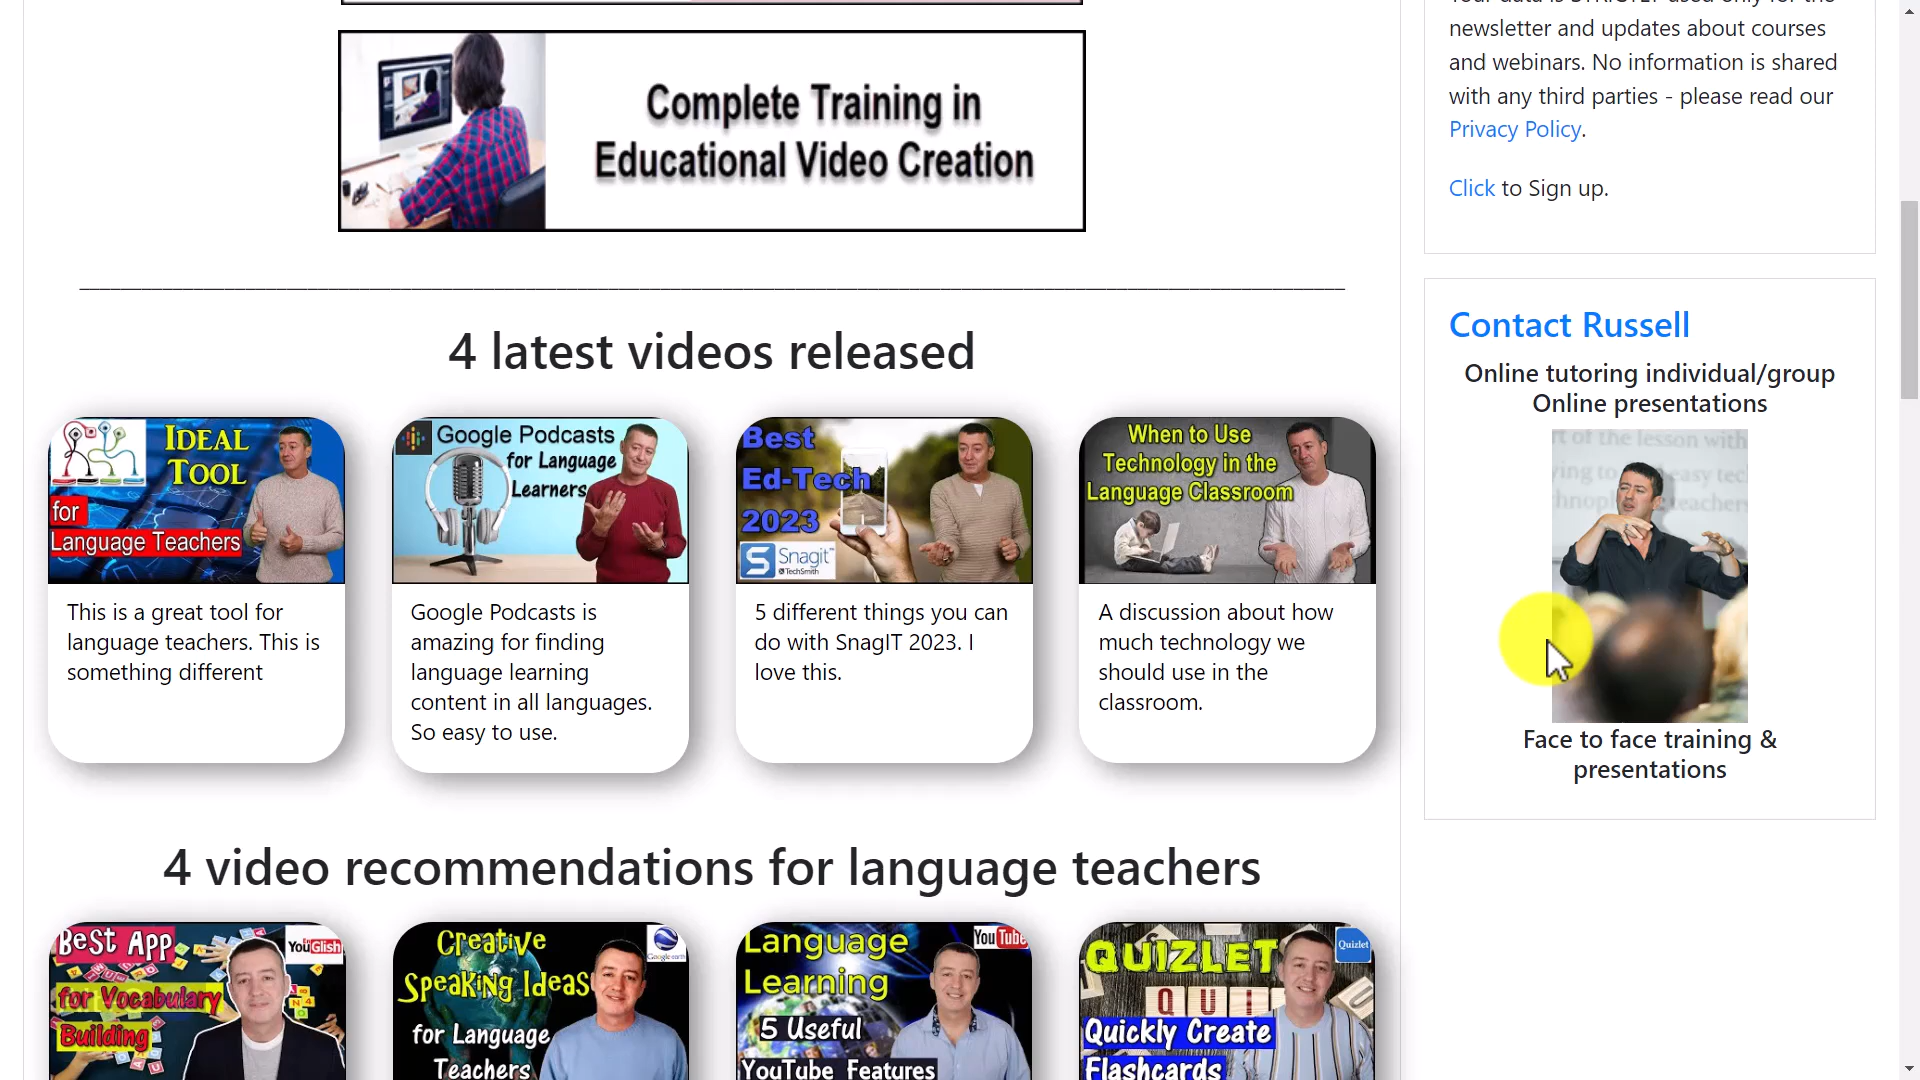 newsletter and updates about courses
and webinars. No information is shared
with any third parties - please read our
Privacy Policy.
Click to Sign up.
Complete Training in
Educational Video Creation
Contact Russell
Online tutoring individual/group
Online presentations
Face to face training &
presentations
4 latest videos released
IDEAL
TOOL
for
Language Teachers
This is a great tool for
language teachers. This is
something different
Google Podcasts
for Language
Learners
Google Podcasts is
amazing for finding
language learning
content in all languages.
So easy to use.
Best
Ed-Tech
2023
Snagit™
TechSmith
5 different things you can
do with SnagIT 2023. I
love this.
When to Use
Technology in the
Language Classroom
A discussion about how
much technology we
should use in the
classroom.
4 video recommendations for language teachers
Best App
YouGlish
for Vocabulary
Building
Creative
Speaking Ideas
Google earth
for Language
Teachers
Language
Learning
YouTube
5 Useful
YouTube Features
QUIZLET
Quizlet
QUI
Quickly Create
Flashcards